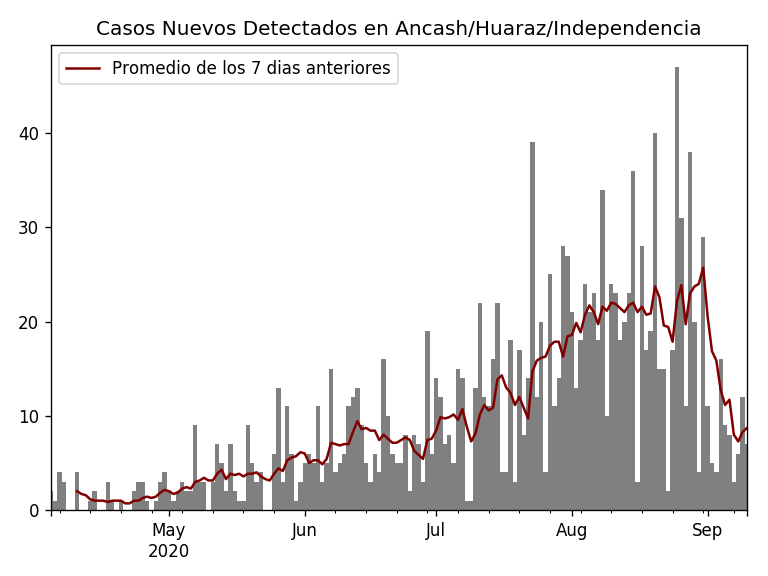 Casos Nuevos Detectados en Ancash/Huaraz/Independencia
Promedio de los 7 dias anteriores
40
30
20
10
0
May Jun Jul Aug Sep
2020